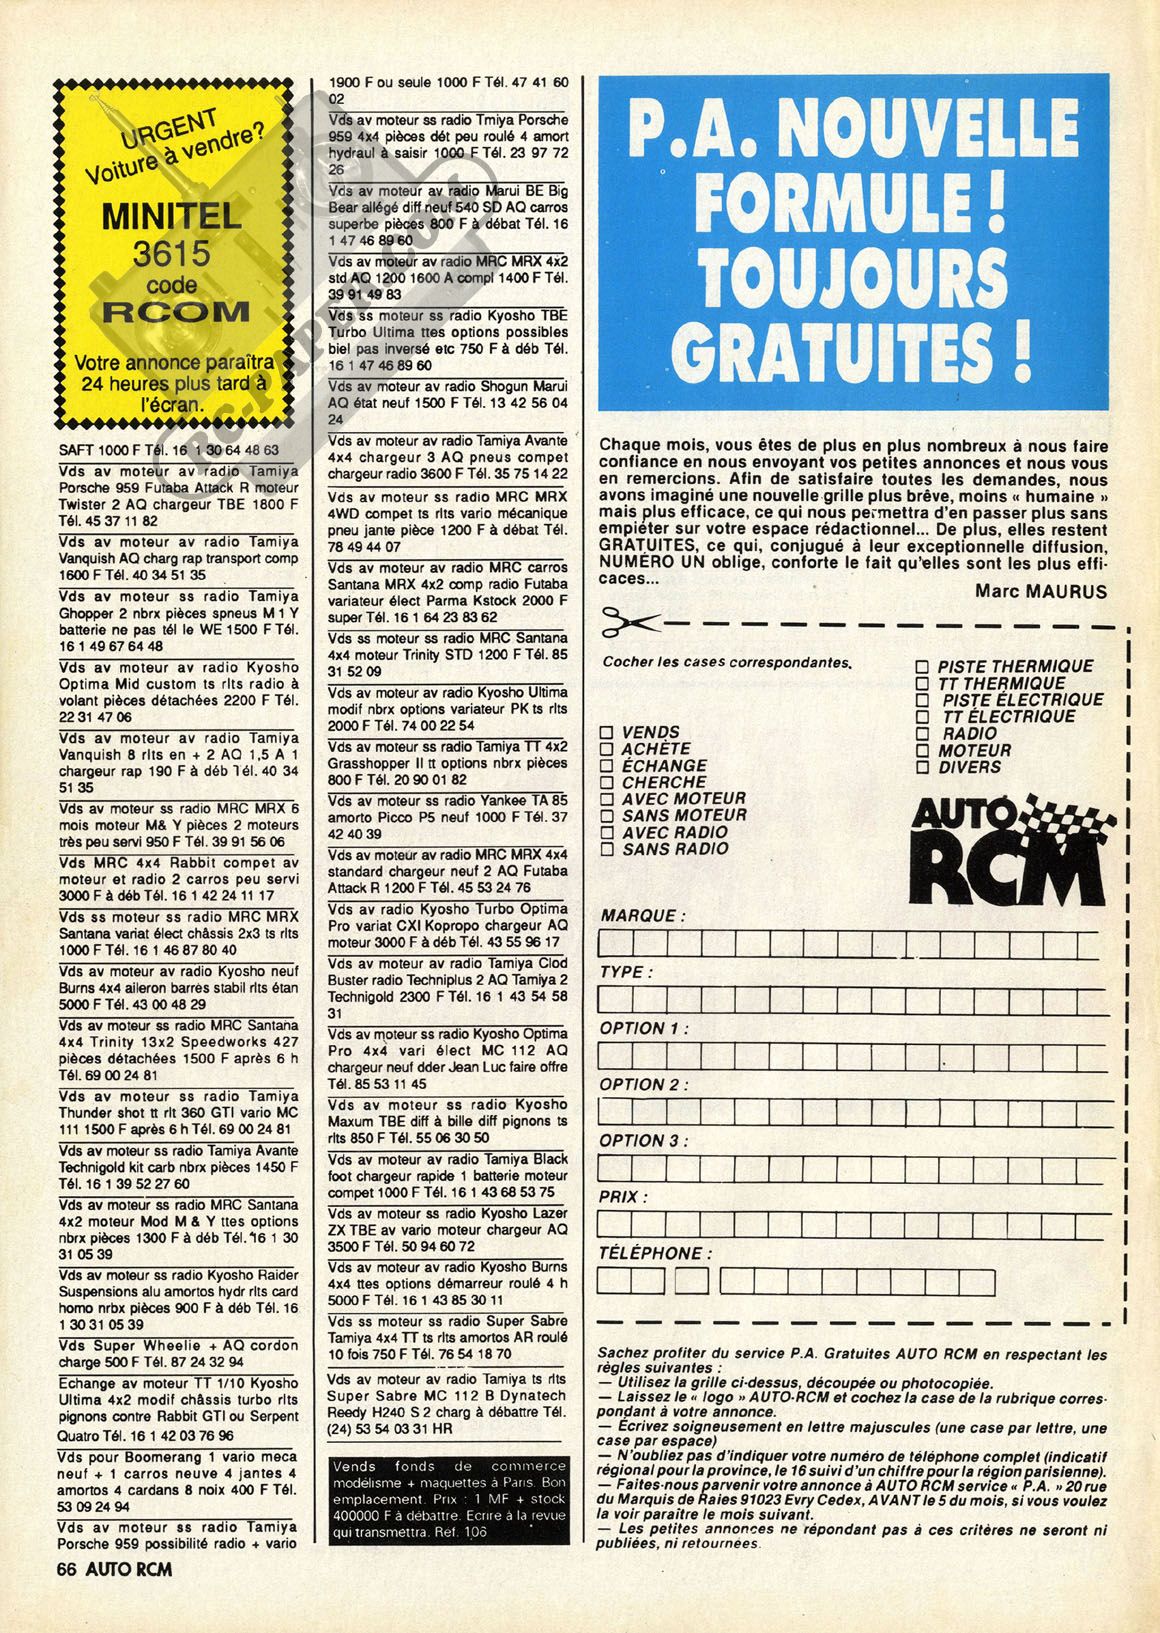 URGENT
Voiture à vendre?
MINITEL
3615
code
RCOM
Votre annonce paraîtra
24 heures plus tard à
l'écran.
SAFT 1000 F Tél. 16 1 30 64 48 63
Vds av moteur av radio Tamiya
Porsche 959 Futaba Attack R moteur
Twister 2 AQ chargeur TBE 1800 F
Tél. 45 37 11 82
Vds av moteur av radio Tamiya
Vanquish AQ charg rap transport comp
1600 F Tél. 40 34 51 35
Vds av moteur ss radio Tamiya
Ghopper 2 nbrx pièces spneus M 1 Y
batterie ne pas tél le WE 1500 F Tél.
16 1 49 67 64 48
Vds av moteur av radio Kyosho
Optima Mid custom ts rlts radio à
volant pièces détachées 2200 F Tél.
22 31 47 06
Vds av moteur av radio Tamiya
Vanquish 8 rlts en + 2 AQ 1,5 A 1
chargeur rap 190 F à déb Tél. 40 34
51 35
Vds av moteur ss radio MRC MRX 6
mois moteur M& Y pièces 2 moteurs
très peu servi 950 F Tél. 39 91 56 06
Vds MRC 4x4 Rabbit compet av
moteur et radio 2 carros peu servi
3000 F à déb Tél. 16 1 42 24 11 17
Vds ss moteur ss radio MRC MRX
Santana variat élect châssis 2x3 ts rlts
1000 F Tél. 16 1 46 87 80 40
Vds av moteur av radio Kyosho neuf
Burns 4x4 aileron barres stabil rlts étan
5000 F Tél. 43 00 48 29
Vds av moteur ss radio MRC Santana
4x4 Trinity 13x2 Speedworks 427
pièces détachées 1500 F après 6 h
Tél. 69 00 24 81
Vds av moteur ss radio Tamiya
Thunder shot tt rlt 360 GTI vario MC
111 1500 F après 6 h Tél. 69 00 24 81
Vds av moteur ss radio Tamiya Avante
Technigold kit carb nbrx pièces 1450 F
Tél. 16 1 39 52 27 60
Vds av moteur ss radio MRC Santana
4x2 moteur Mod M & Y ttes options
nbrx pièces 1300 F à déb Tél. 16 1 30
31 05 39
Vds av moteur ss radio Kyosho Raider
Suspensions alu amortos hydr rlts card
homo nrbx pièces 900 F à déb Tél. 16
1 30 31 05 39
Vds Super Wheelie + AQ cordon
charge 500 F Tél. 87 24 32 94
Echange av moteur TT 1/10 Kyosho
Ultima 4x2 modif châssis turbo rlts
pignons contre Rabbit GTI ou Serpent
Quatro Tél. 16 1 42 03 76 96
Vds pour Boomerang 1 vario meca
neuf + 1 carros neuve 4 jantes 4
amortos 4 cardans 8 noix 400 F Tél.
53 09 24 94
Vds av moteur ss radio Tamiya
Porsche 959 possibilité radio + vario
1900 F ou seule 1000 F Tél. 47 41 60
02
Vds av moteur ss radio Tmiya Porsche
959 4x4 pièces dét peu roulé 4 amort
hydraul à saisir 1000 F Tél. 23 97 72
26
Vds av moteur av radio Marui BE Big
Bear allégé diff neuf 540 SD AQ carros
superbe pièces 800 F à débat Tél. 16
1 47 46 89 60
Vds av moteur av radio MRC MRX 4x2
std AQ 1200 1600 A compl 1400 F Tél.
39 91 49 83
Vds ss moteur ss radio Kyosho TBE
Turbo Ultima ttes options possibles
biel pas inversé etc 750 F à déb Tél.
16 1 47 46 89 60
Vds av moteur av radio Shogun Marui
AQ état neuf 1500 F Tél. 13 42 56 04
24
Vds av moteur av radio Tamiya Avante
4x4 chargeur 3 AQ pneus compet
chargeur radio 3600 F Tél. 35 75 14 22
Vds av moteur ss radio MRC MRX
4WD compet ts rlts vario mécanique
pneu jante pièce 1200 F à débat Tél.
78 49 44 07
Vds av moteur av radio MRC carros
Santana MRX 4x2 comp radio Futaba
variateur élect Parma Kstock 2000 F
super Tél. 16 1 64 23 83 62
Vds ss moteur ss radio MRC Santana
4x4 moteur Trinity STD 1200 F Tél. 85
31 52 09
Vds av moteur av radio Kyosho Ultima
modif nbrx options variateur PK ts rlts
2000 F Tél. 74 00 22 54
Vds av moteur av radio Tamiya TT 4x2
Grasshopper II tt options nbrx pièces
800 F Tél. 20 90 01 82
Vds av moteur ss radio Yankee TA 85
amorto Picco P5 neuf 1000 F Tél. 37
42 40 39
Vds av moteur av radio MRC MRX 4x4
standard chargeur neuf 2 AQ Futaba
Attack R 1200 F Tél. 45 53 24 76
Vds av radio Kyosho Turbo Optima
Pro variat CXI Kopropo chargeur AQ
moteur 3000 F à déb Tél. 43 55 96 17
Vds av moteur av radio Tamiya Clod
Buster radio Techniplus 2 AQ Tamiya 2
Technigold 2300 F Tél. 16 1 43 54 58
31
Vds av moteur ss radio Kyosho Optima
Pro 4x4 vari élect MC 112 AQ
chargeur neuf dder Jean Luc faire offre
Tél. 85 53 11 45
Vds av moteur ss radio Kyosho
Maxum TBE diff à bille diff pignons ts
rlts 850 F Tél. 55 06 30 50
Vds av moteur av radio Tamiya Black
foot chargeur rapide 1 batterie moteur
compet 1000 F Tél. 16 1 43 68 53 75
Vds av moteur ss radio Kyosho Lazer
ZX TBE av vario moteur chargeur AQ
3500 F Tél. 50 94 60 72
Vds av moteur av radio Kyosho Burns
4x4 ttes options démarreur roulé 4 h
5000 F Tél. 16 1 43 85 30 11
Vds ss moteur ss radio Super Sabre
Tamiya 4x4 TT ts rlts amortos AR roulé
10 fois 750 F Tél. 76 54 18 70
Vds av moteur av radio Tamiya ts rlts
Super Sabre MC 112 B Dynatech
Reedy H240 S 2 charg à débattre Tél.
(24) 53 54 03 31 HR
Vends fonds de commerce
modélisme + maquettes à Paris. Bon
emplacement. Prix : 1 MF + stock
400000 F à débattre. Ecrire à la revue
qui transmettra. Réf. 106
P.A. NOUVELLE
FORMULE !
TOUJOURS
GRATUITES !
Chaque mois, vous êtes de plus en plus nombreux à nous faire
confiance en nous envoyant vos petites annonces et nous vous
en remercions. Afin de satisfaire toutes les demandes, nous
avons imaginé une nouvelle grille plus brève, moins « humaine »
mais plus efficace, ce qui nous permettra d'en passer plus sans
empiéter sur votre espace rédactionnel... De plus, elles restent
GRATUITES, ce qui, conjugué à leur exceptionnelle diffusion,
NUMÉRO UN oblige, conforte le fait qu'elles sont les plus effi-
caces...
Marc MAURUS
Cocher les cases correspondantes.
VENDS
ACHÈTE
ÉCHANGE
CHERCHE
AVEC MOTEUR
SANS MOTEUR
AVEC RADIO
SANS RADIO
PISTE THERMIQUE
TT THERMIQUE
PISTE ÉLECTRIQUE
TT ÉLECTRIQUE
RADIO
MOTEUR
DIVERS
AUTO
RCM
MARQUE :
TYPE :
OPTION 1 :
OPTION 2 :
OPTION 3 :
PRIX :
TÉLÉPHONE :
Sachez profiter du service P.A. Gratuites AUTO RCM en respectant les
règles suivantes :
— Utilisez la grille ci-dessus, découpée ou photocopiée.
— Laissez le « logo » AUTO-RCM et cochez la case de la rubrique corres-
pondant à votre annonce.
— Écrivez soigneusement en lettre majuscules (une case par lettre, une
case par espace)
— N'oubliez pas d'indiquer votre numéro de téléphone complet (indicatif
régional pour la province, le 16 suivi d'un chiffre pour la région parisienne).
— Faites-nous parvenir votre annonce à AUTO RCM service « P.A. » 20 rue
du Marquis de Raies 91023 Evry Cedex, AVANT le 5 du mois, si vous voulez
la voir paraître le mois suivant.
— Les petites annonces ne répondant pas à ces critères ne seront ni
publiées, ni retournées.
66 AUTO RCM
RC-PAPER.COM